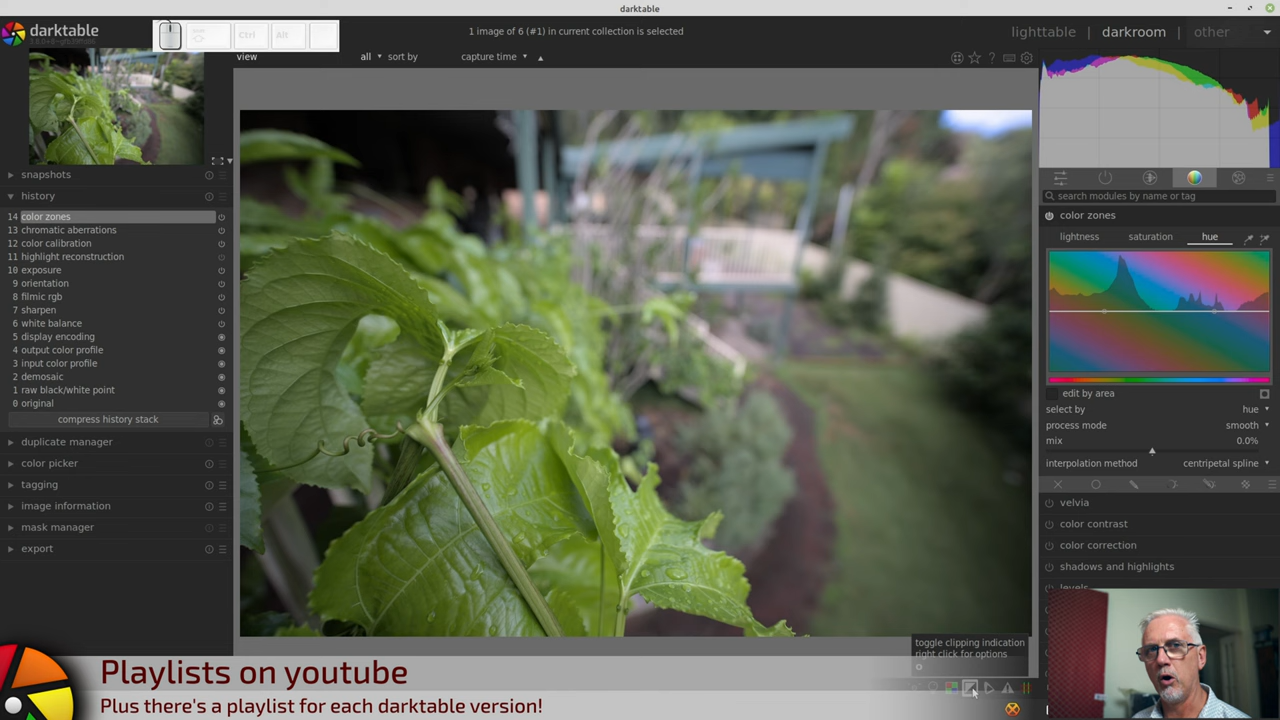 darktable
darktable
Ctrl
Alt
1 image of 6 (#1) in current collection is selected
lighttable | darkroom | other
view
all
sort by
capture time
?
snapshots
history
14 color zones
13 chromatic aberrations
12 color calibration
11 highlight reconstruction
10 exposure
9 orientation
8 filmic rgb
7 sharpen
6 white balance
5 display encoding
4 output color profile
3 input color profile
2 demosaic
1 raw black/white point
0 original
compress history stack
duplicate manager
color picker
tagging
image information
mask manager
export
search modules by name or tag
color zones
lightness
saturation
hue
edit by area
select by
hue
process mode
smooth
mix
0.0%
interpolation method
centripetal spline
velvia
color contrast
color correction
shadows and highlights
levels
toggle clipping indication
right click for options
Playlists on youtube
Plus there's a playlist for each darktable version!